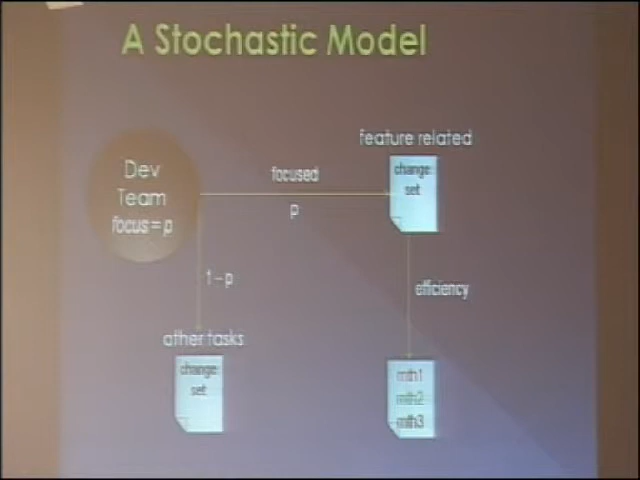 A Stochastic Model
feature related
change
set
Dev
Team
focus = p
focused
p
1 - p
efficiency
other tasks
change
set
mth1
mth2
mth3